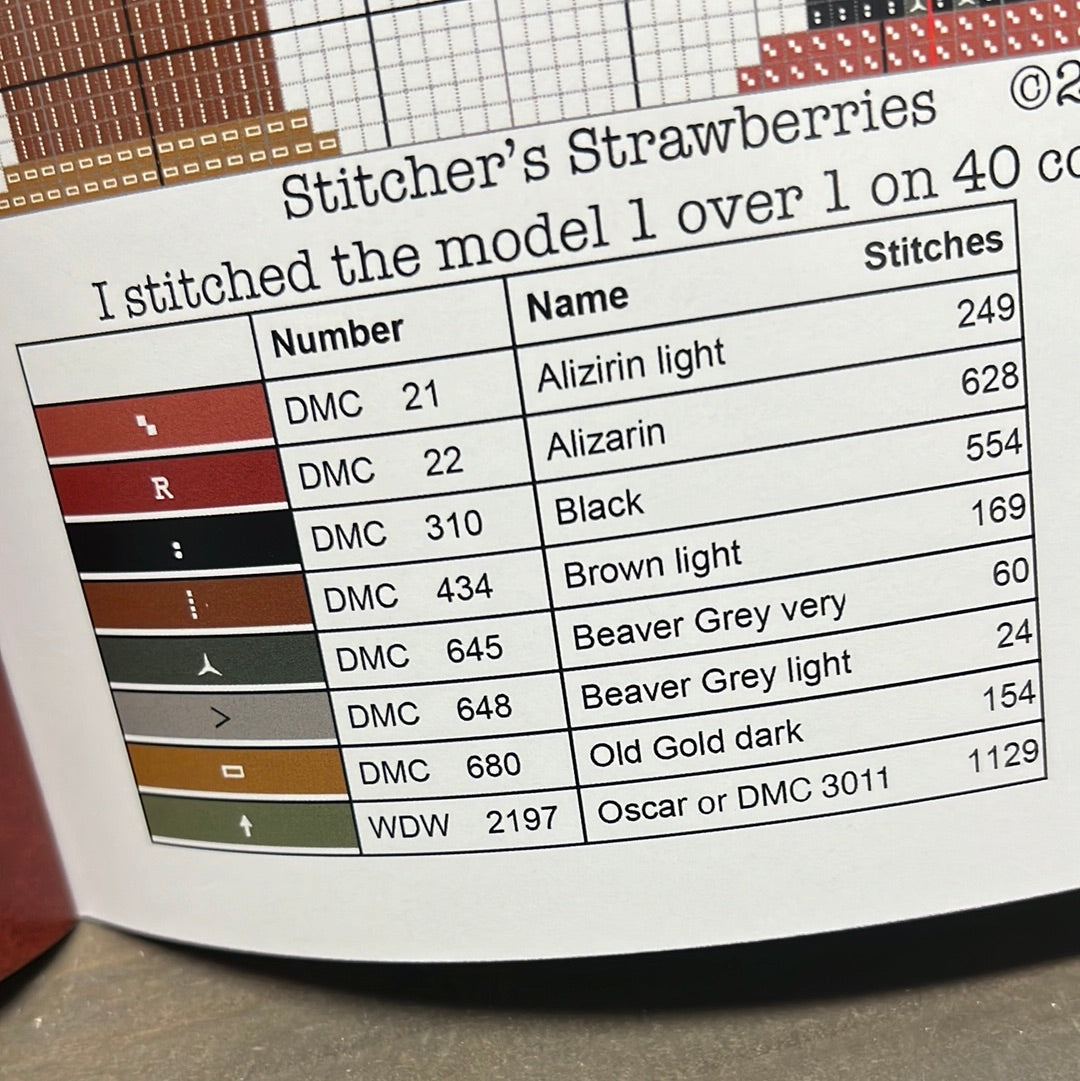 ©2
Stitcher's Strawberries
I stitched the model 1 over 1 on 40
Number Name Stitches
DMC 21 Alizirin light 249
R DMC 22 Alizarin 628
: DMC 310 Black 554
DMC 434 Brown light 169
DMC 645 Beaver Grey very 60
> DMC 648 Beaver Grey light 24
DMC 680 Old Gold dark 154
WDW 2197 Oscar or DMC 3011 1129